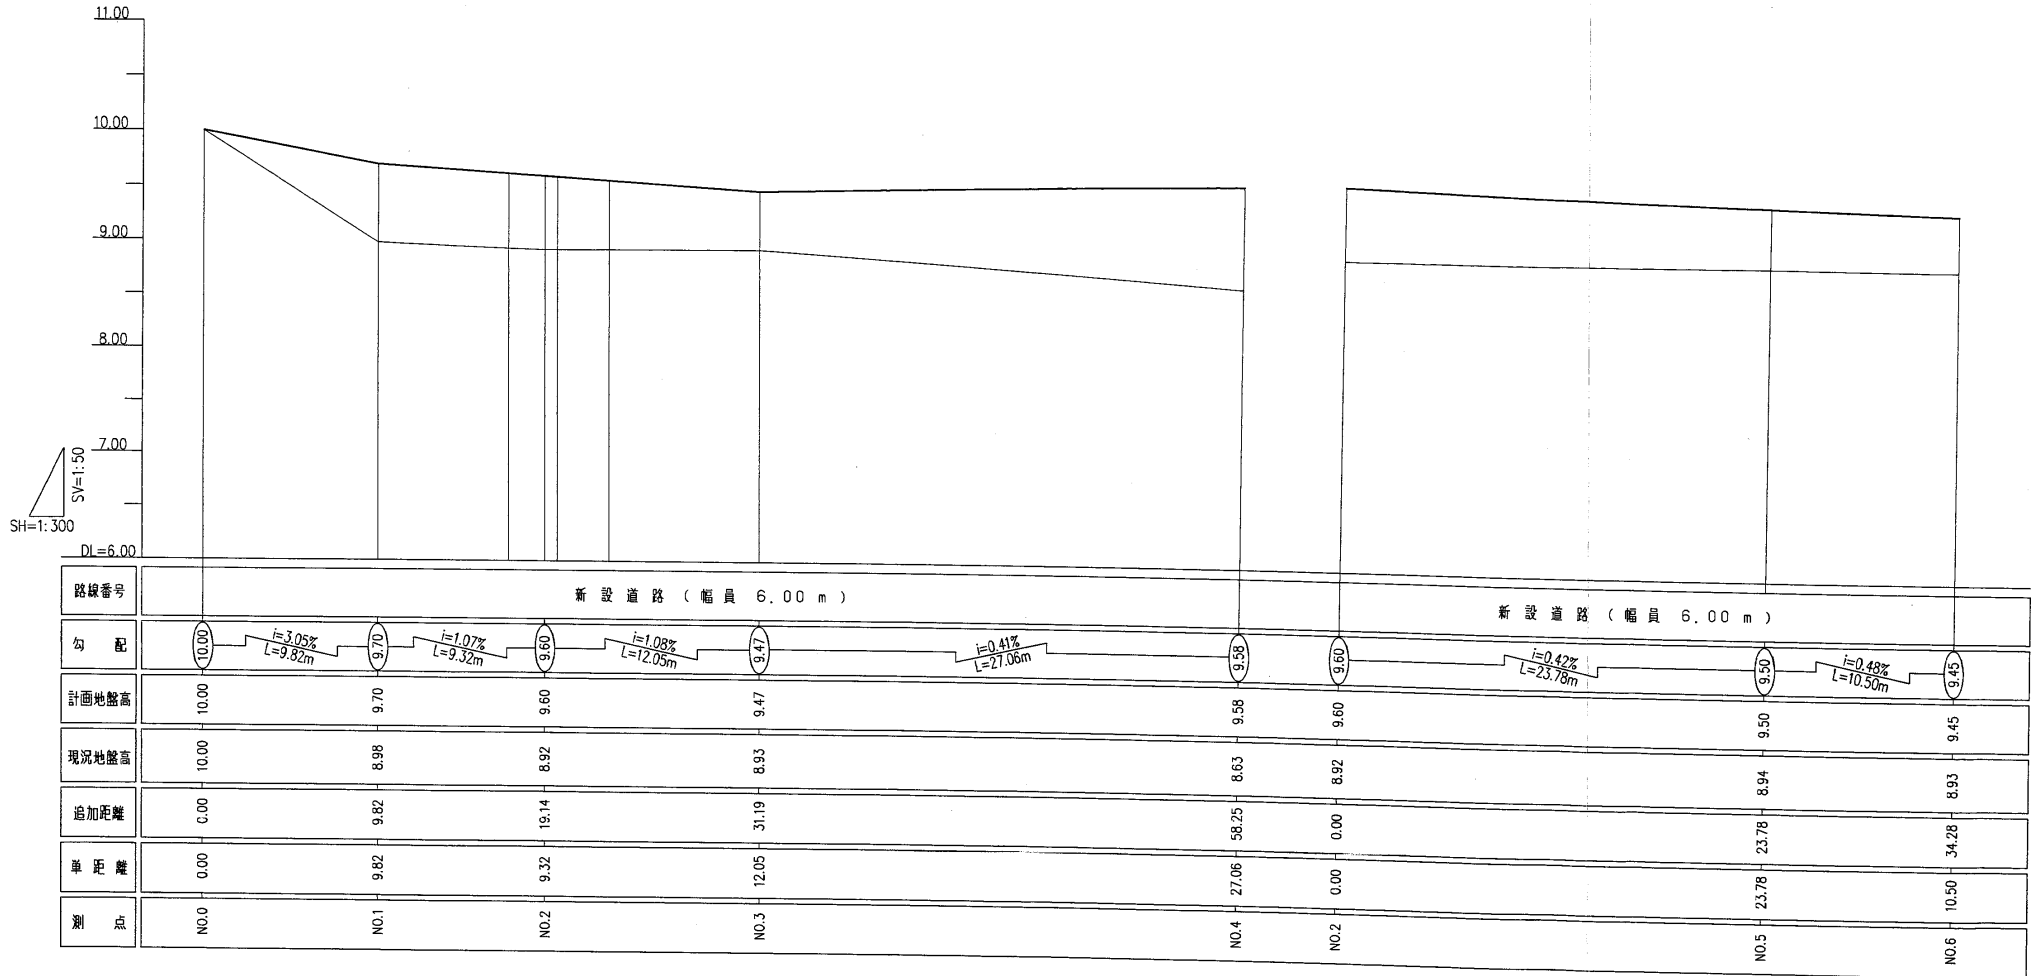 11.00
10.00
9.00
8.00
7.00
SV=1:50
SH=1:300
DL=6.00
路線番号
新設道路(幅員 6.00 m)
新設道路(幅員 6.00 m)
勾配
10.00
i=3.05%
L=9.82m
9.70
i=1.07%
L=9.32m
9.60
i=1.08%
L=12.05m
9.47
i=0.41%
L=27.06m
9.58
9.60
i=0.42%
L=23.78m
9.50
i=0.48%
L=10.50m
9.45
計画地盤高 10.00 9.70 9.60 9.47 9.58 9.60 9.50 9.45
現況地盤高 10.00 8.98 8.92 8.93 8.63 8.92 8.94 8.93
追加距離 0.00 9.82 19.14 31.19 58.25 0.00 23.78 34.28
単距離 0.00 9.82 9.32 12.05 27.06 0.00 23.78 10.50
測点 NO.0 NO.1 NO.2 NO.3 NO.4 NO.2 NO.5 NO.6